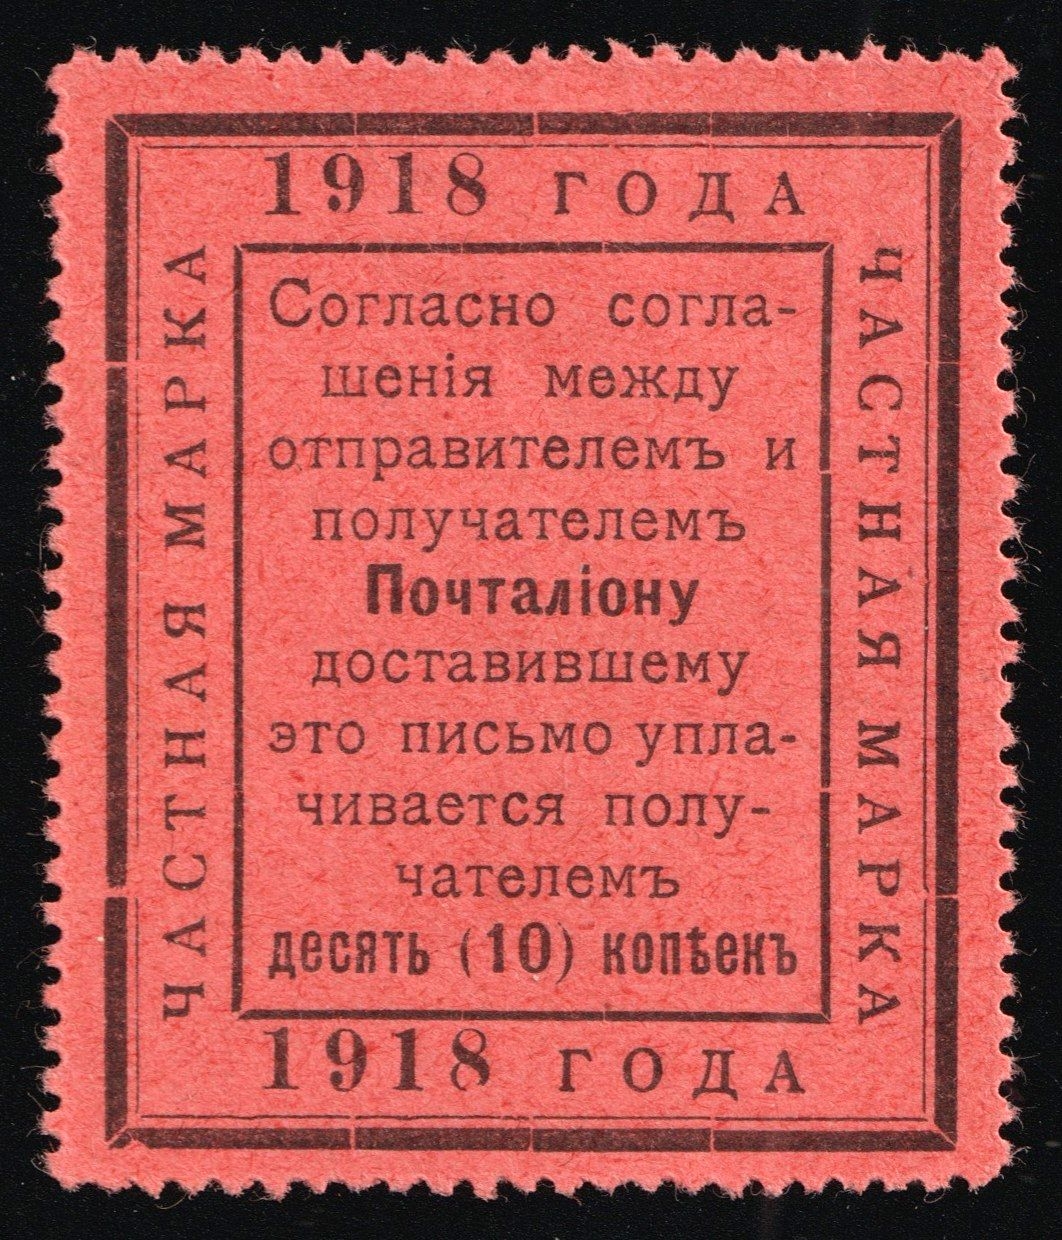 1918 ГОДА
ЧАСТНАЯ МАРКА
Согласно согла-
шенія между
отправителемъ и
получателемъ
Почталіону
доставившему
это письмо упла-
чивается полу-
чателемъ
десять (10) копѣекъ
ЧАСТНАЯ МАРКА
1918 ГОДА